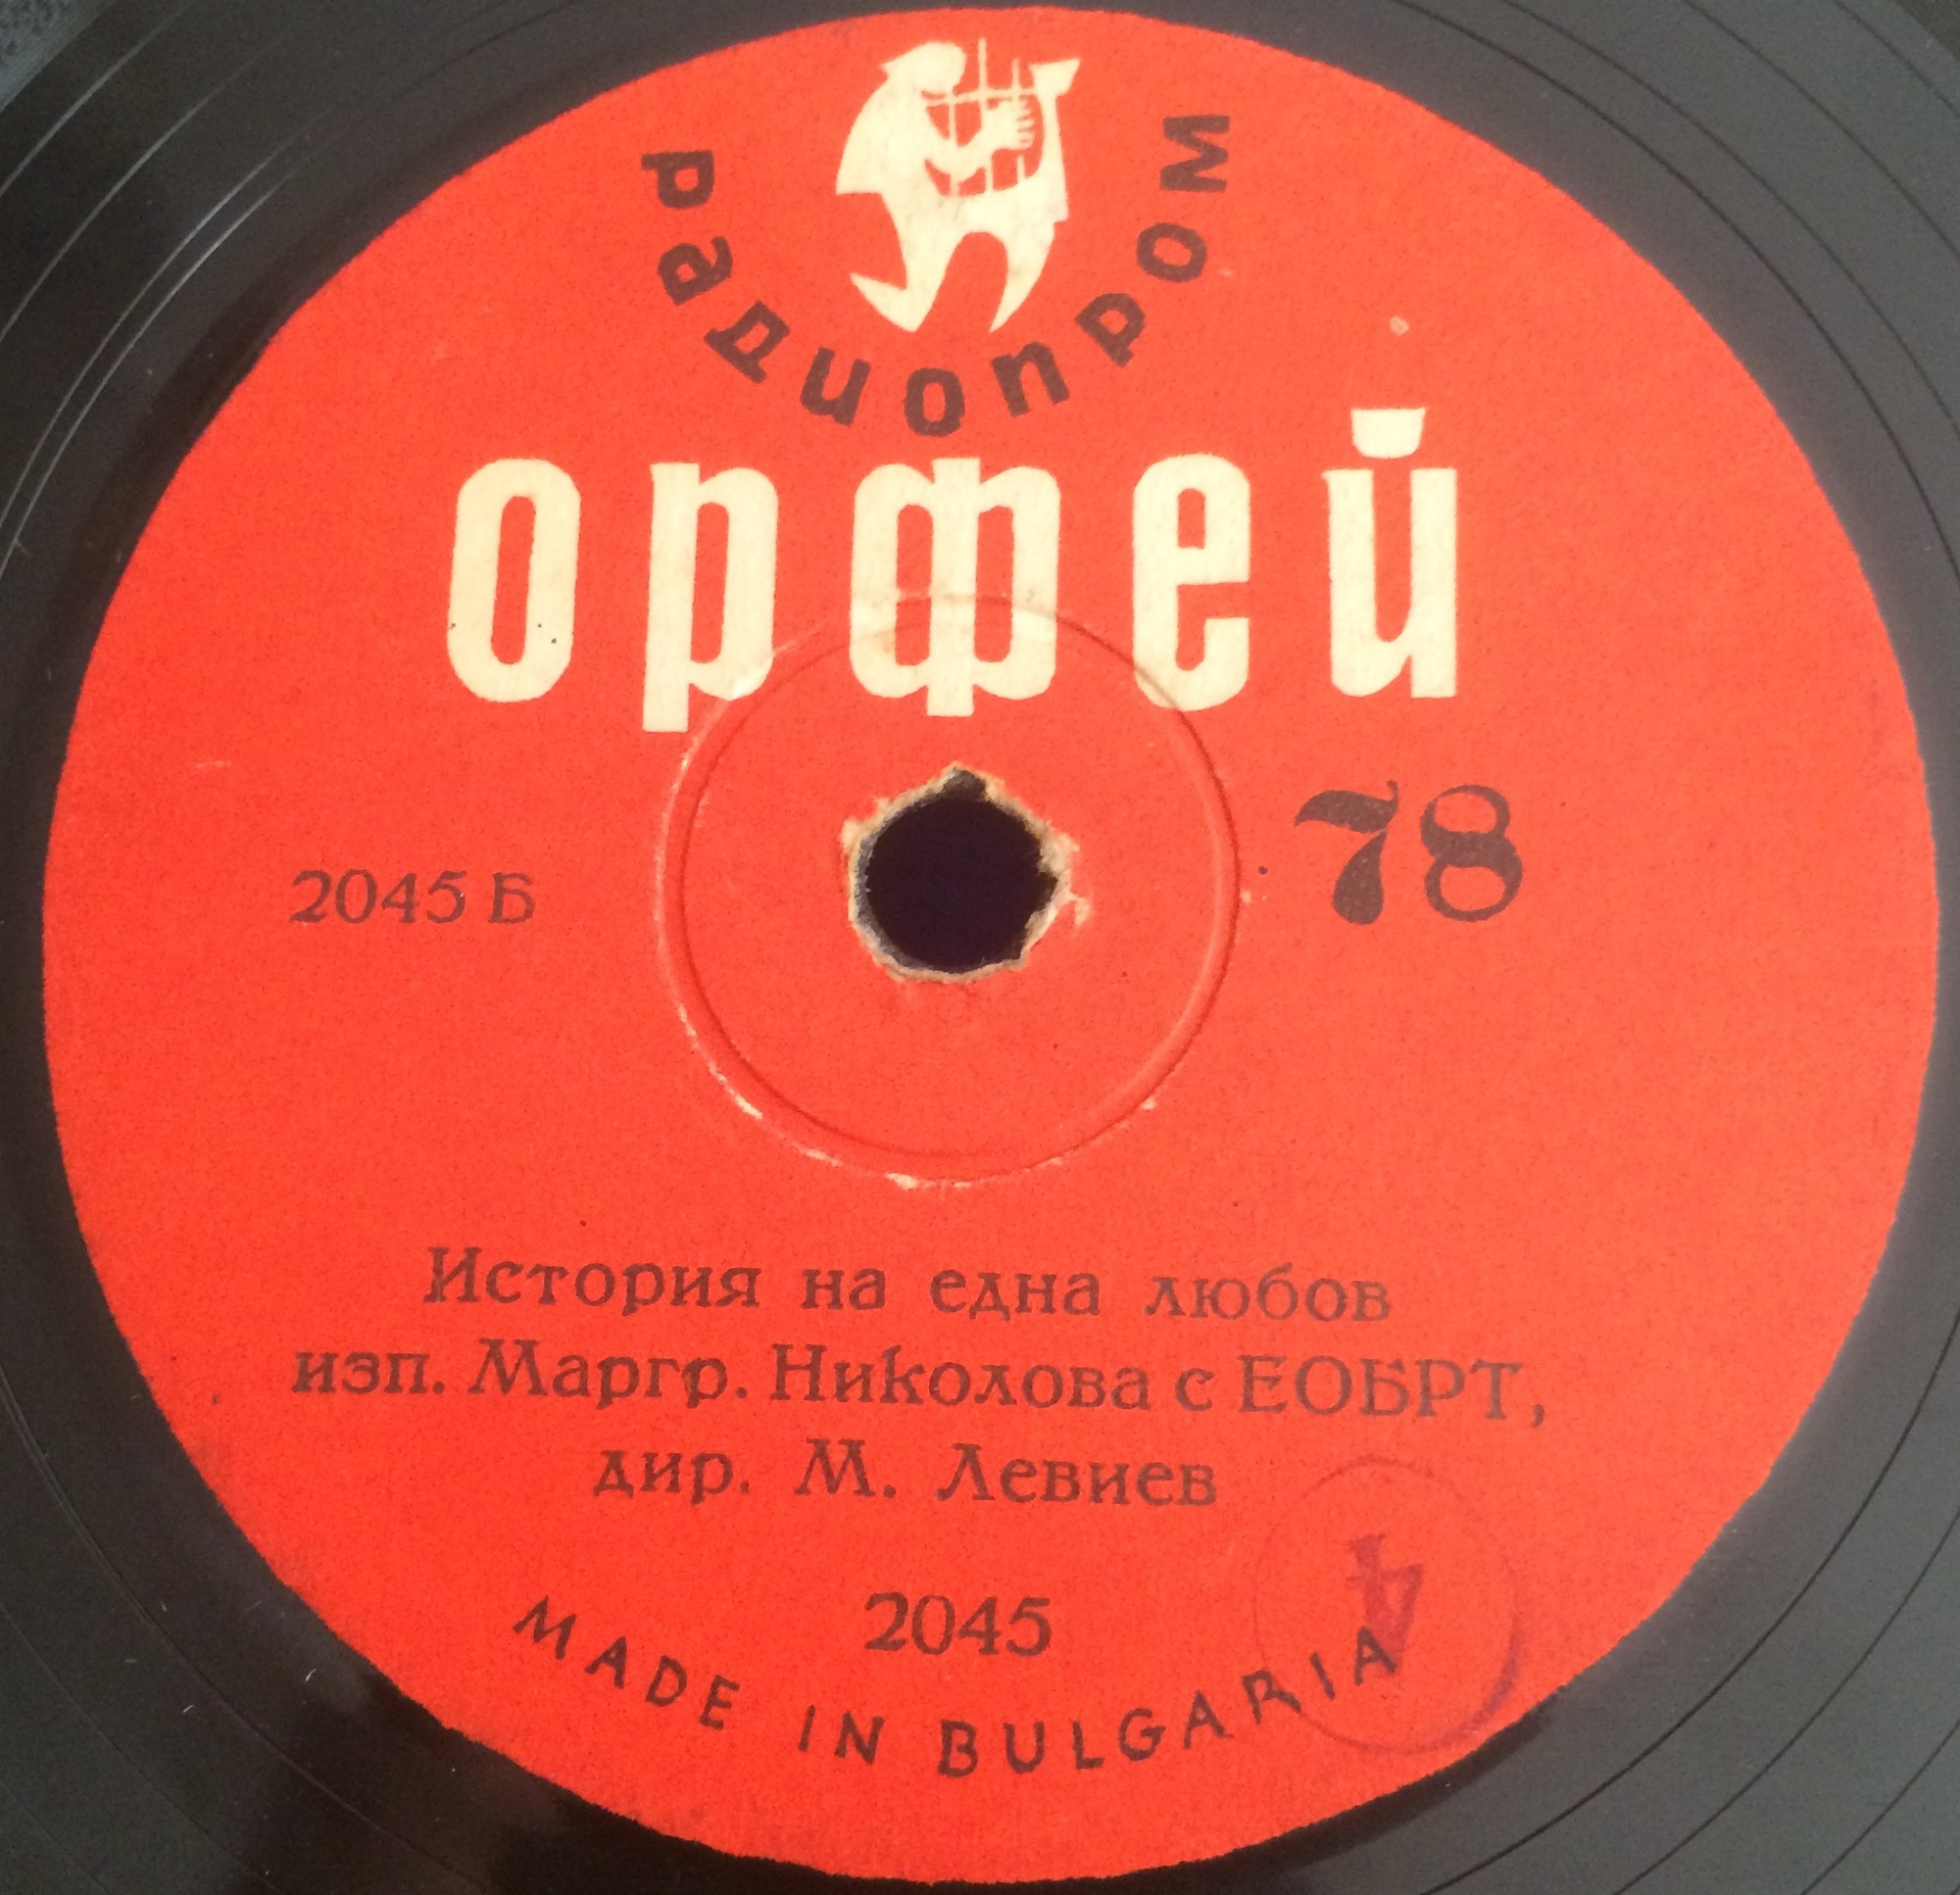 радиопром
орфей
78
2045 Б
История на една любов
изп. Маргр. Николова с ЕОБРТ,
дир. М. Левиев
2045
4
MADE IN BULGARIA